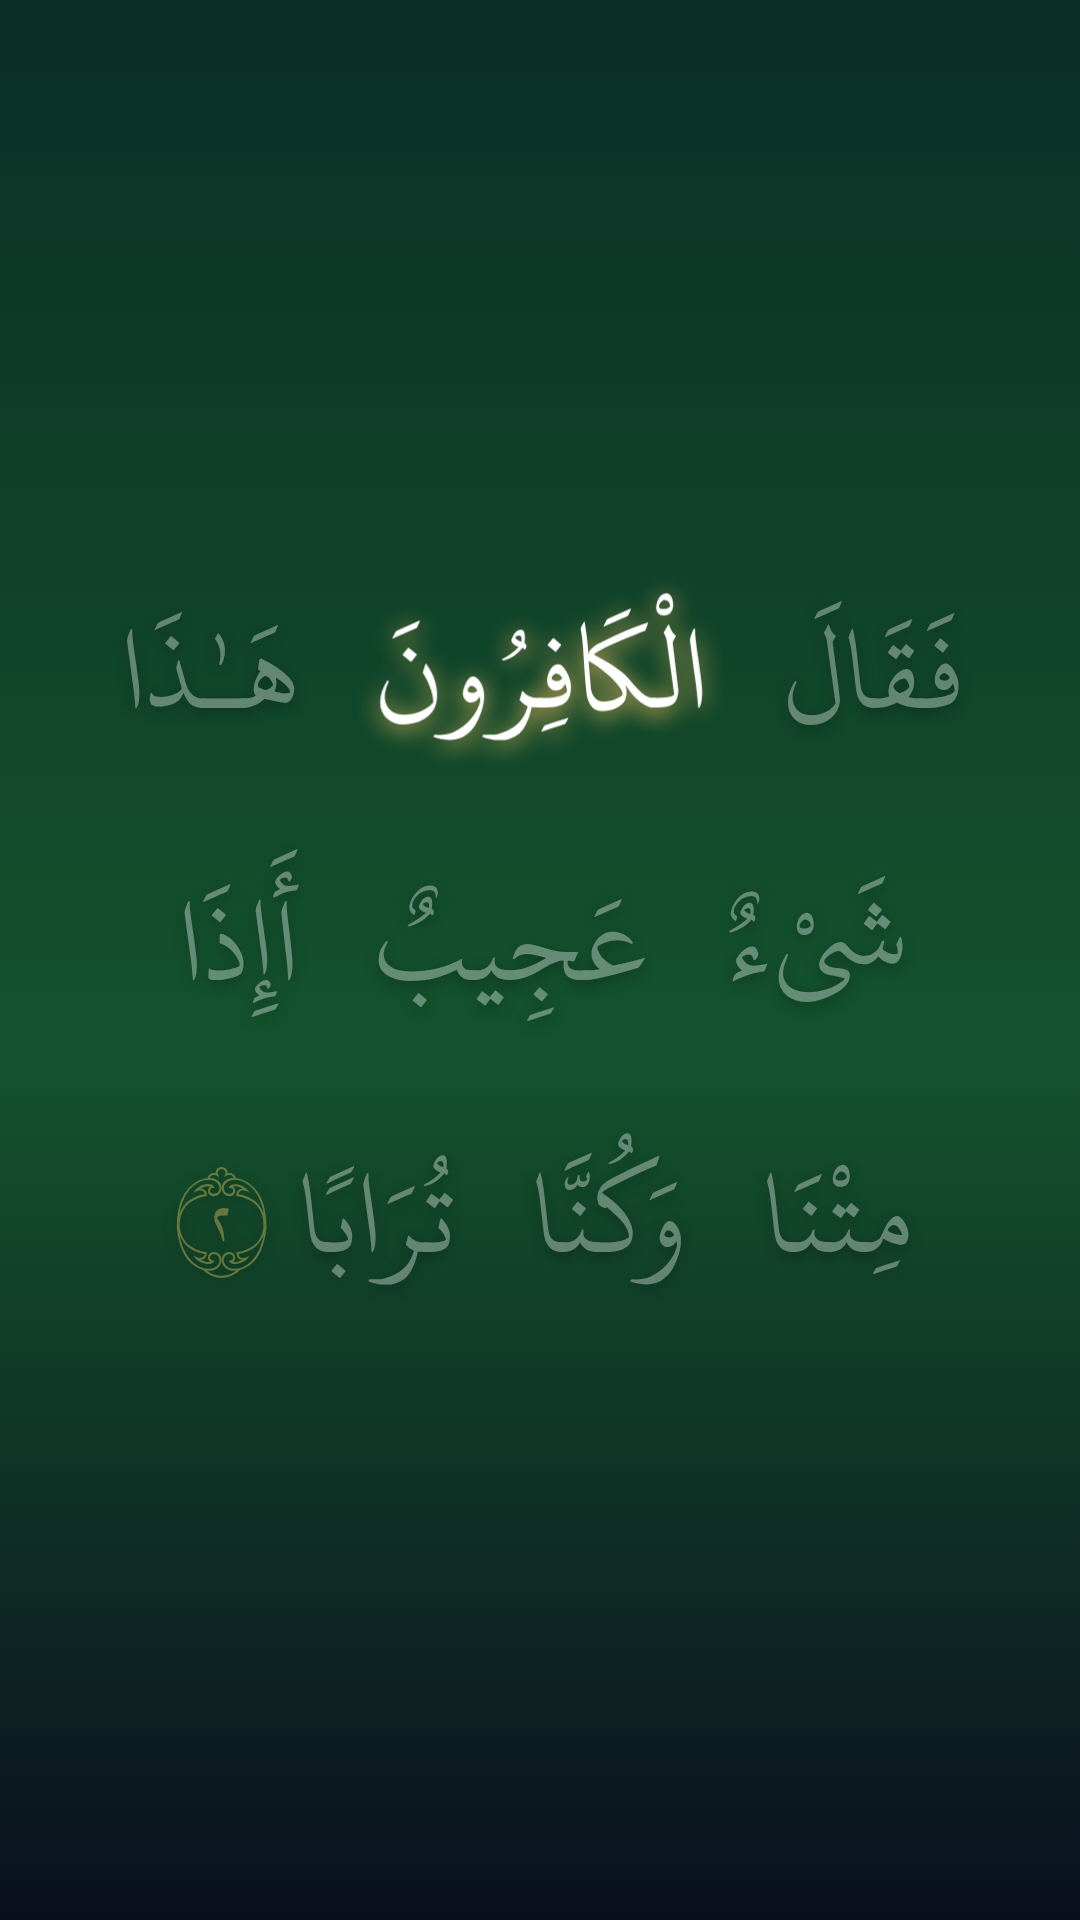 فَقَالَ الْكَافِرُونَ هَـٰذَا
شَىْءٌ عَجِيبٌ أَإِذَا
مِتْنَا وَكُنَّا تُرَابًا ٢